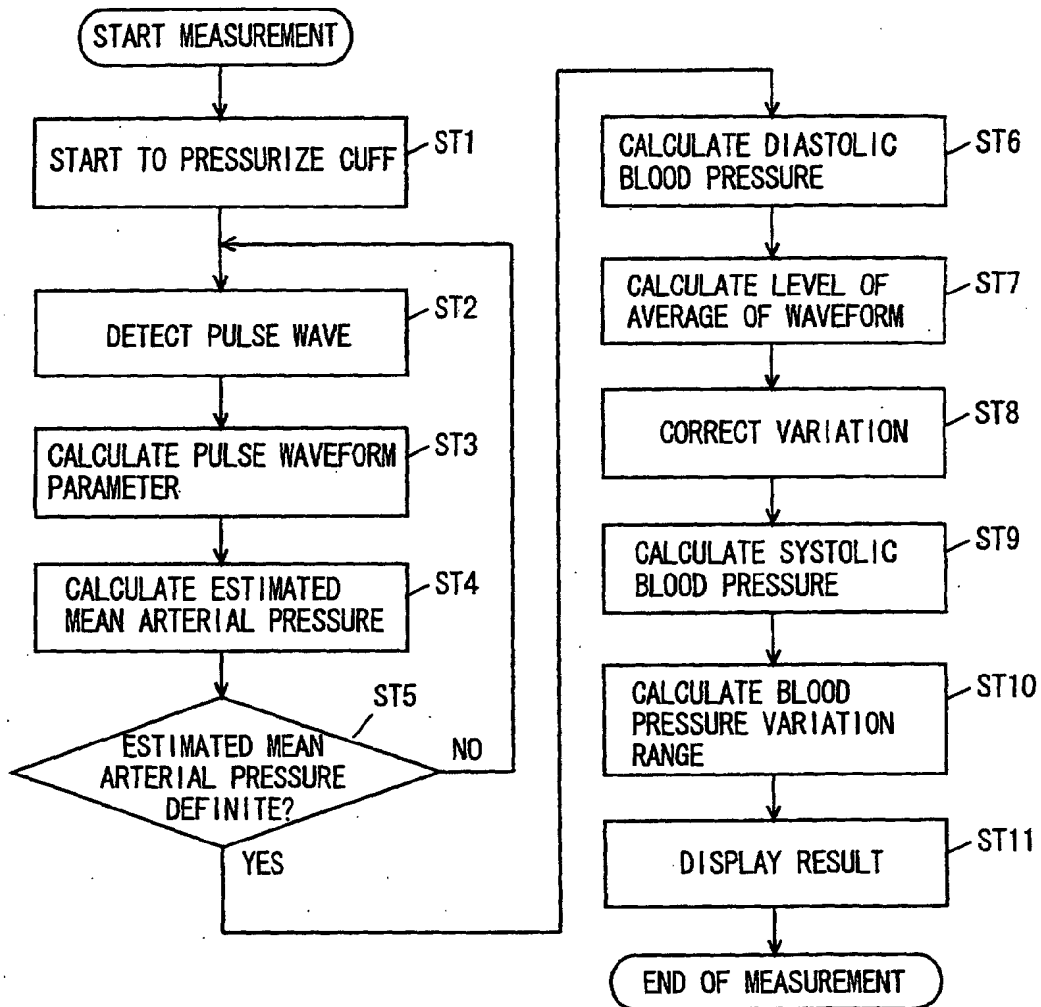 START MEASUREMENT
START TO PRESSURIZE CUFF
ST1
DETECT PULSE WAVE
ST2
CALCULATE PULSE WAVEFORM
PARAMETER
ST3
CALCULATE ESTIMATED
MEAN ARTERIAL PRESSURE
ST4
ST5
ESTIMATED MEAN
ARTERIAL PRESSURE
DEFINITE?
NO
YES
CALCULATE DIASTOLIC
BLOOD PRESSURE
ST6
CALCULATE LEVEL OF
AVERAGE OF WAVEFORM
ST7
CORRECT VARIATION
ST8
CALCULATE SYSTOLIC
BLOOD PRESSURE
ST9
CALCULATE BLOOD
PRESSURE VARIATION
RANGE
ST10
DISPLAY RESULT
ST11
END OF MEASUREMENT